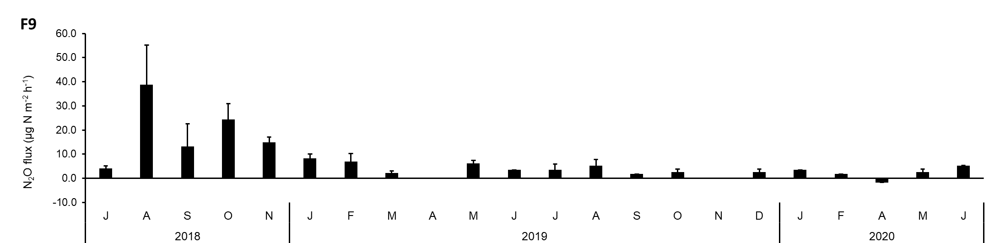 F9
60.0
50.0
40.0
30.0
20.0
10.0
0.0
-10.0
N₂O flux (µg N m⁻² h⁻¹)
J A S O N J F M A M J J A S O N D J F A M J
2018 2019 2020